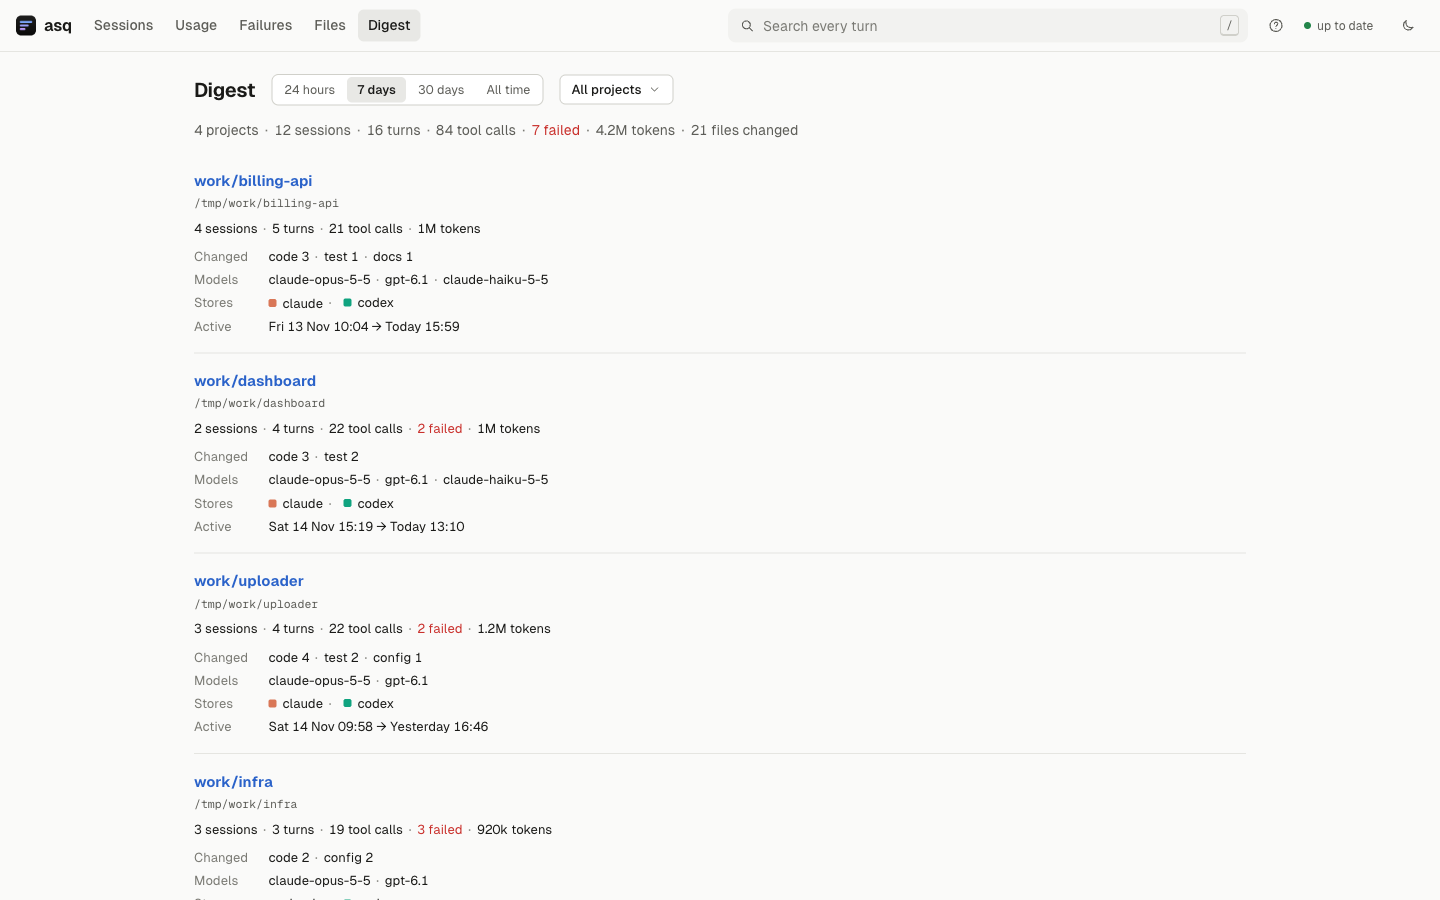 asq Sessions Usage Failures Files Digest Search every turn / up to date
Digest 24 hours 7 days 30 days All time All projects
4 projects · 12 sessions · 16 turns · 84 tool calls · 7 failed · 4.2M tokens · 21 files changed
work/billing-api
/tmp/work/billing-api
4 sessions · 5 turns · 21 tool calls · 1M tokens
Changed code 3 · test 1 · docs 1
Models claude-opus-5-5 · gpt-6.1 · claude-haiku-5-5
Stores claude · codex
Active Fri 13 Nov 10:04 → Today 15:59
work/dashboard
/tmp/work/dashboard
2 sessions · 4 turns · 22 tool calls · 2 failed · 1M tokens
Changed code 3 · test 2
Models claude-opus-5-5 · gpt-6.1 · claude-haiku-5-5
Stores claude · codex
Active Sat 14 Nov 15:19 → Today 13:10
work/uploader
/tmp/work/uploader
3 sessions · 4 turns · 22 tool calls · 2 failed · 1.2M tokens
Changed code 4 · test 2 · config 1
Models claude-opus-5-5 · gpt-6.1
Stores claude · codex
Active Sat 14 Nov 09:58 → Yesterday 16:46
work/infra
/tmp/work/infra
3 sessions · 3 turns · 19 tool calls · 3 failed · 920k tokens
Changed code 2 · config 2
Models claude-opus-5-5 · gpt-6.1